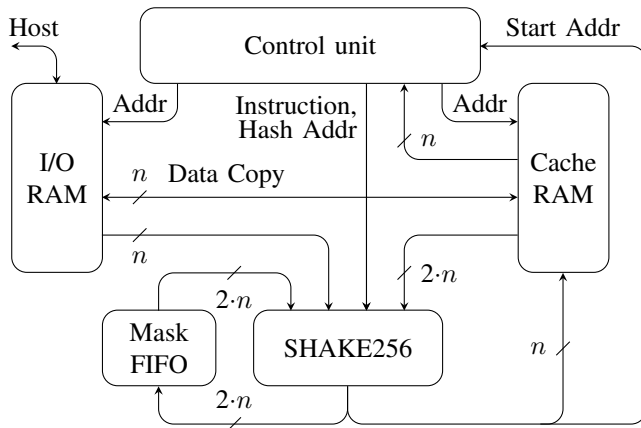 Host
Control unit
Start Addr
Addr
Instruction,
Hash Addr
Addr
I/O
RAM
n
Cache
RAM
n
Data Copy
n
2·n
2·n
Mask
FIFO
SHAKE256
n
2·n